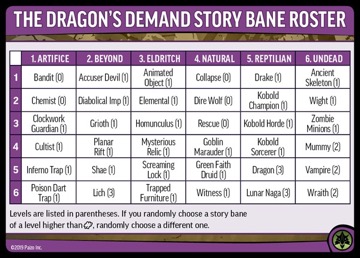 THE DRAGON'S DEMAND STORY BANE ROSTER
1. ARTIFICE 2. BEYOND 3. ELDRITCH 4. NATURAL 5. REPTILIAN 6. UNDEAD
1 Bandit (0) Accuser Devil (1) Animated Object (1) Collapse (0) Drake (1) Ancient Skeleton (1)
2 Chemist (0) Diabolical Imp (1) Elemental (1) Dire Wolf (0) Kobold Champion (1) Wight (1)
3 Clockwork Guardian (1) Grioth (1) Homunculus (1) Rescue (0) Kobold Horde (1) Zombie Minions (1)
4 Cultist (1) Planar Rift (1) Mysterious Relic (1) Goblin Marauder (1) Kobold Sorcerer (1) Mummy (2)
5 Inferno Trap (1) Shae (1) Screaming Lock (1) Green Faith Druid (1) Dragon (3) Vampire (2)
6 Poison Dart Trap (1) Lich (3) Trapped Furniture (1) Witness (1) Lunar Naga (3) Wraith (2)
Levels are listed in parentheses. If you randomly choose a story bane
of a level higher than, randomly choose a different one.
©2019 Paizo Inc.